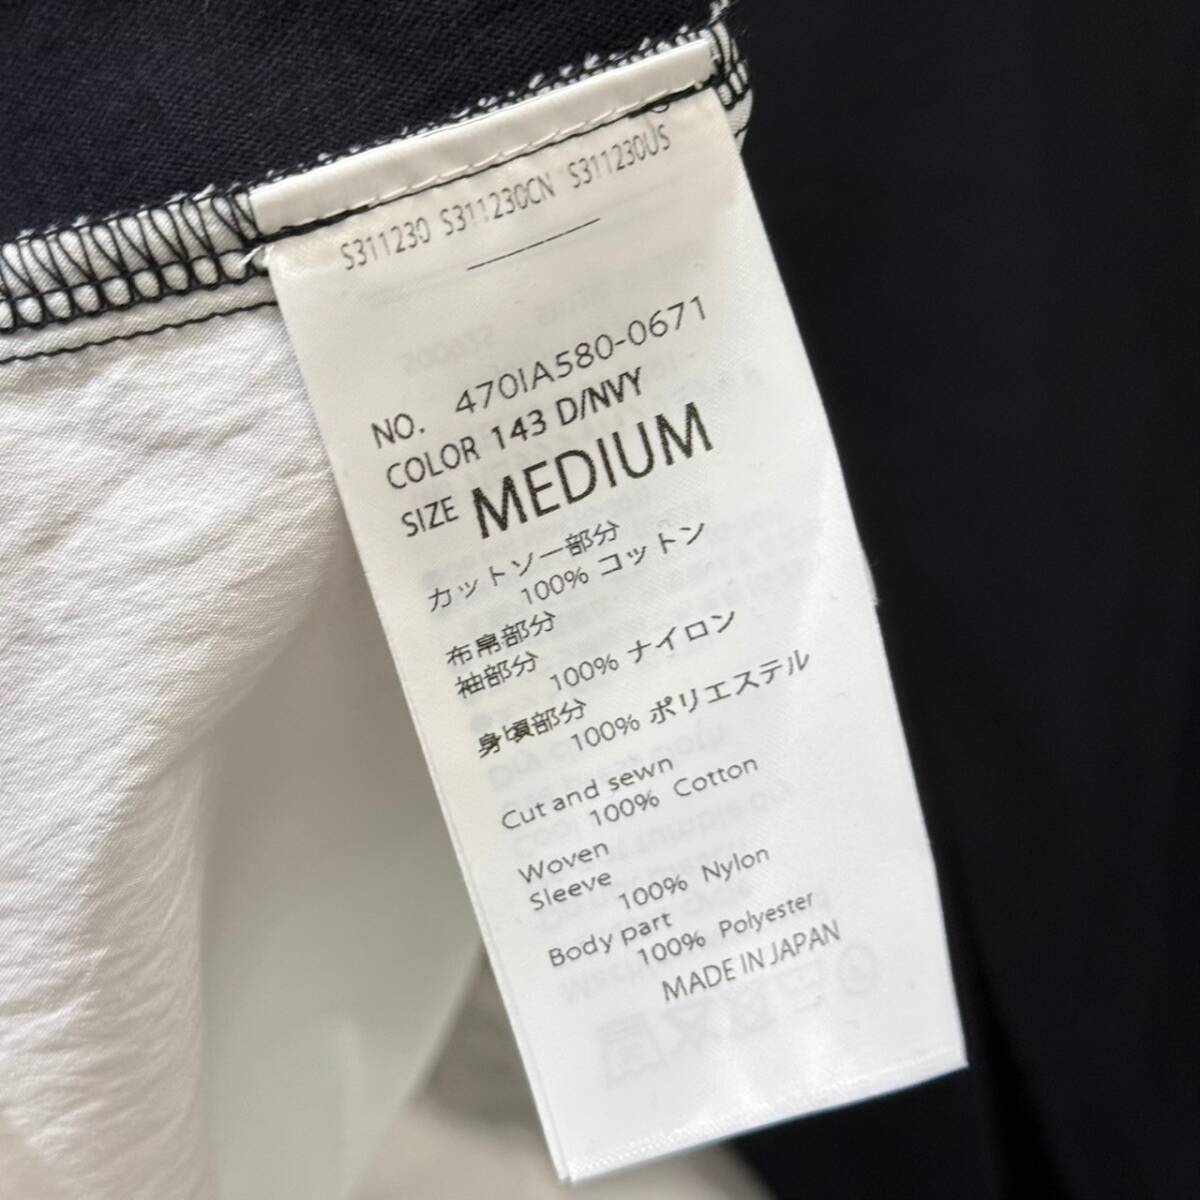 S311230 S311230CN S311230US
NO. 470IA580-0671
COLOR 143 D/NVY
SIZE MEDIUM
カットソー部分
100% コットン
布帛部分
袖部分
100% ナイロン
身頃部分
100% ポリエステル
Cut and sewn
100% Cotton
Woven
Sleeve
100% Nylon
Body part
100% Polyester
MADE IN JAPAN